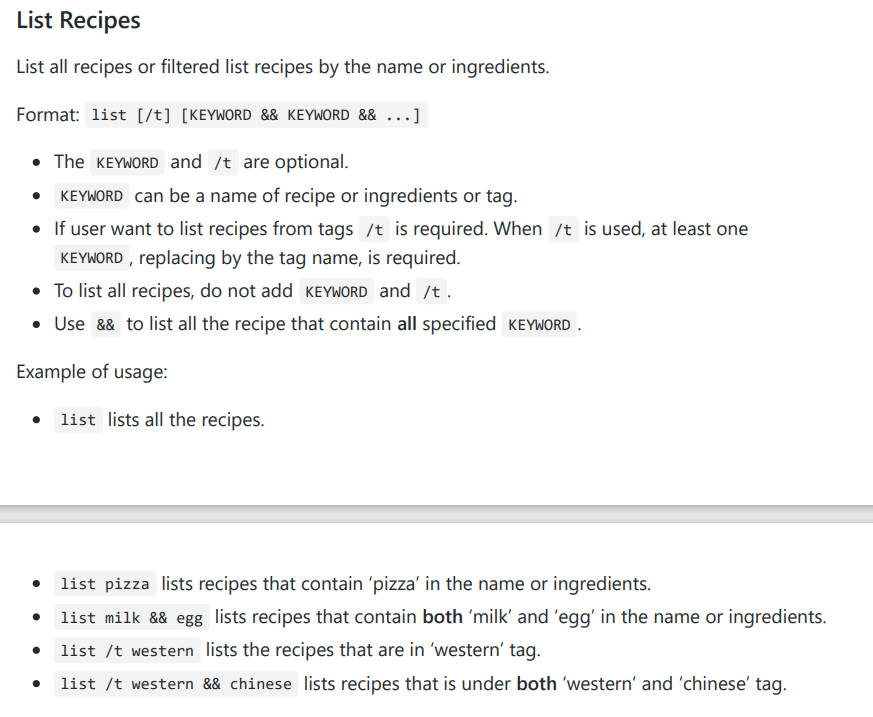 List Recipes
List all recipes or filtered list recipes by the name or ingredients.
Format: list [/t] [KEYWORD && KEYWORD && ...]
• The KEYWORD and /t are optional.
• KEYWORD can be a name of recipe or ingredients or tag.
• If user want to list recipes from tags /t is required. When /t is used, at least one
KEYWORD , replacing by the tag name, is required.
• To list all recipes, do not add KEYWORD and /t .
• Use && to list all the recipe that contain all specified KEYWORD .
Example of usage:
• list lists all the recipes.
• list pizza lists recipes that contain ‘pizza’ in the name or ingredients.
• list milk && egg lists recipes that contain both ‘milk’ and ‘egg’ in the name or ingredients.
• list /t western lists the recipes that are in ‘western’ tag.
• list /t western && chinese lists recipes that is under both ‘western’ and ‘chinese’ tag.